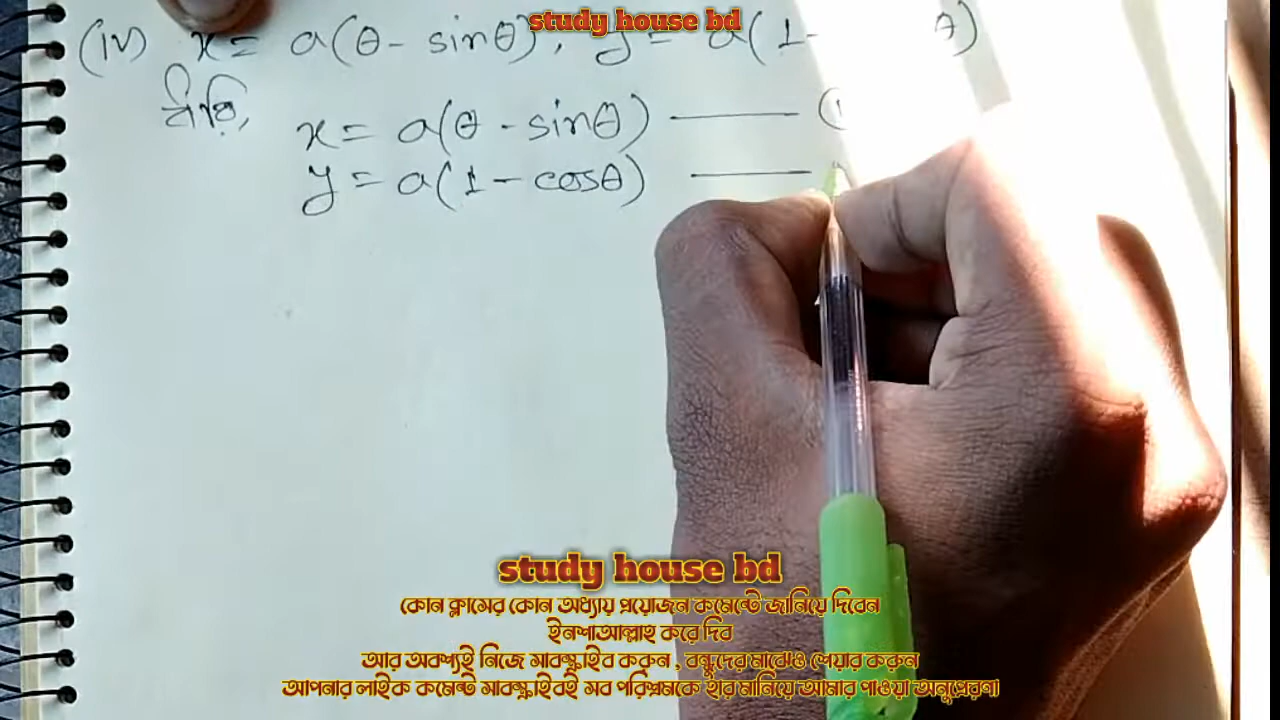 study house bd
(iv) x = a(θ - sinθ), y = a(1- θ)
ধরি,
x = a(θ - sinθ) ——— (1
y = a(1 - cosθ) ———
study house bd
কোন ক্লাসের কোন অধ্যায় প্রয়োজন কমেন্টে জানিয়ে দিবেন
ইনশাআল্লাহ করে দিব
আর অবশ্যই নিজে সাবস্ক্রাইব করুন , বন্ধুদের মাঝেও শেয়ার করুন
আপনার লাইক কমেন্ট সাবস্ক্রাইবই সব পরিশ্রমকে হার মানিয়ে আমার পাওয়া অনুপ্রেরণা